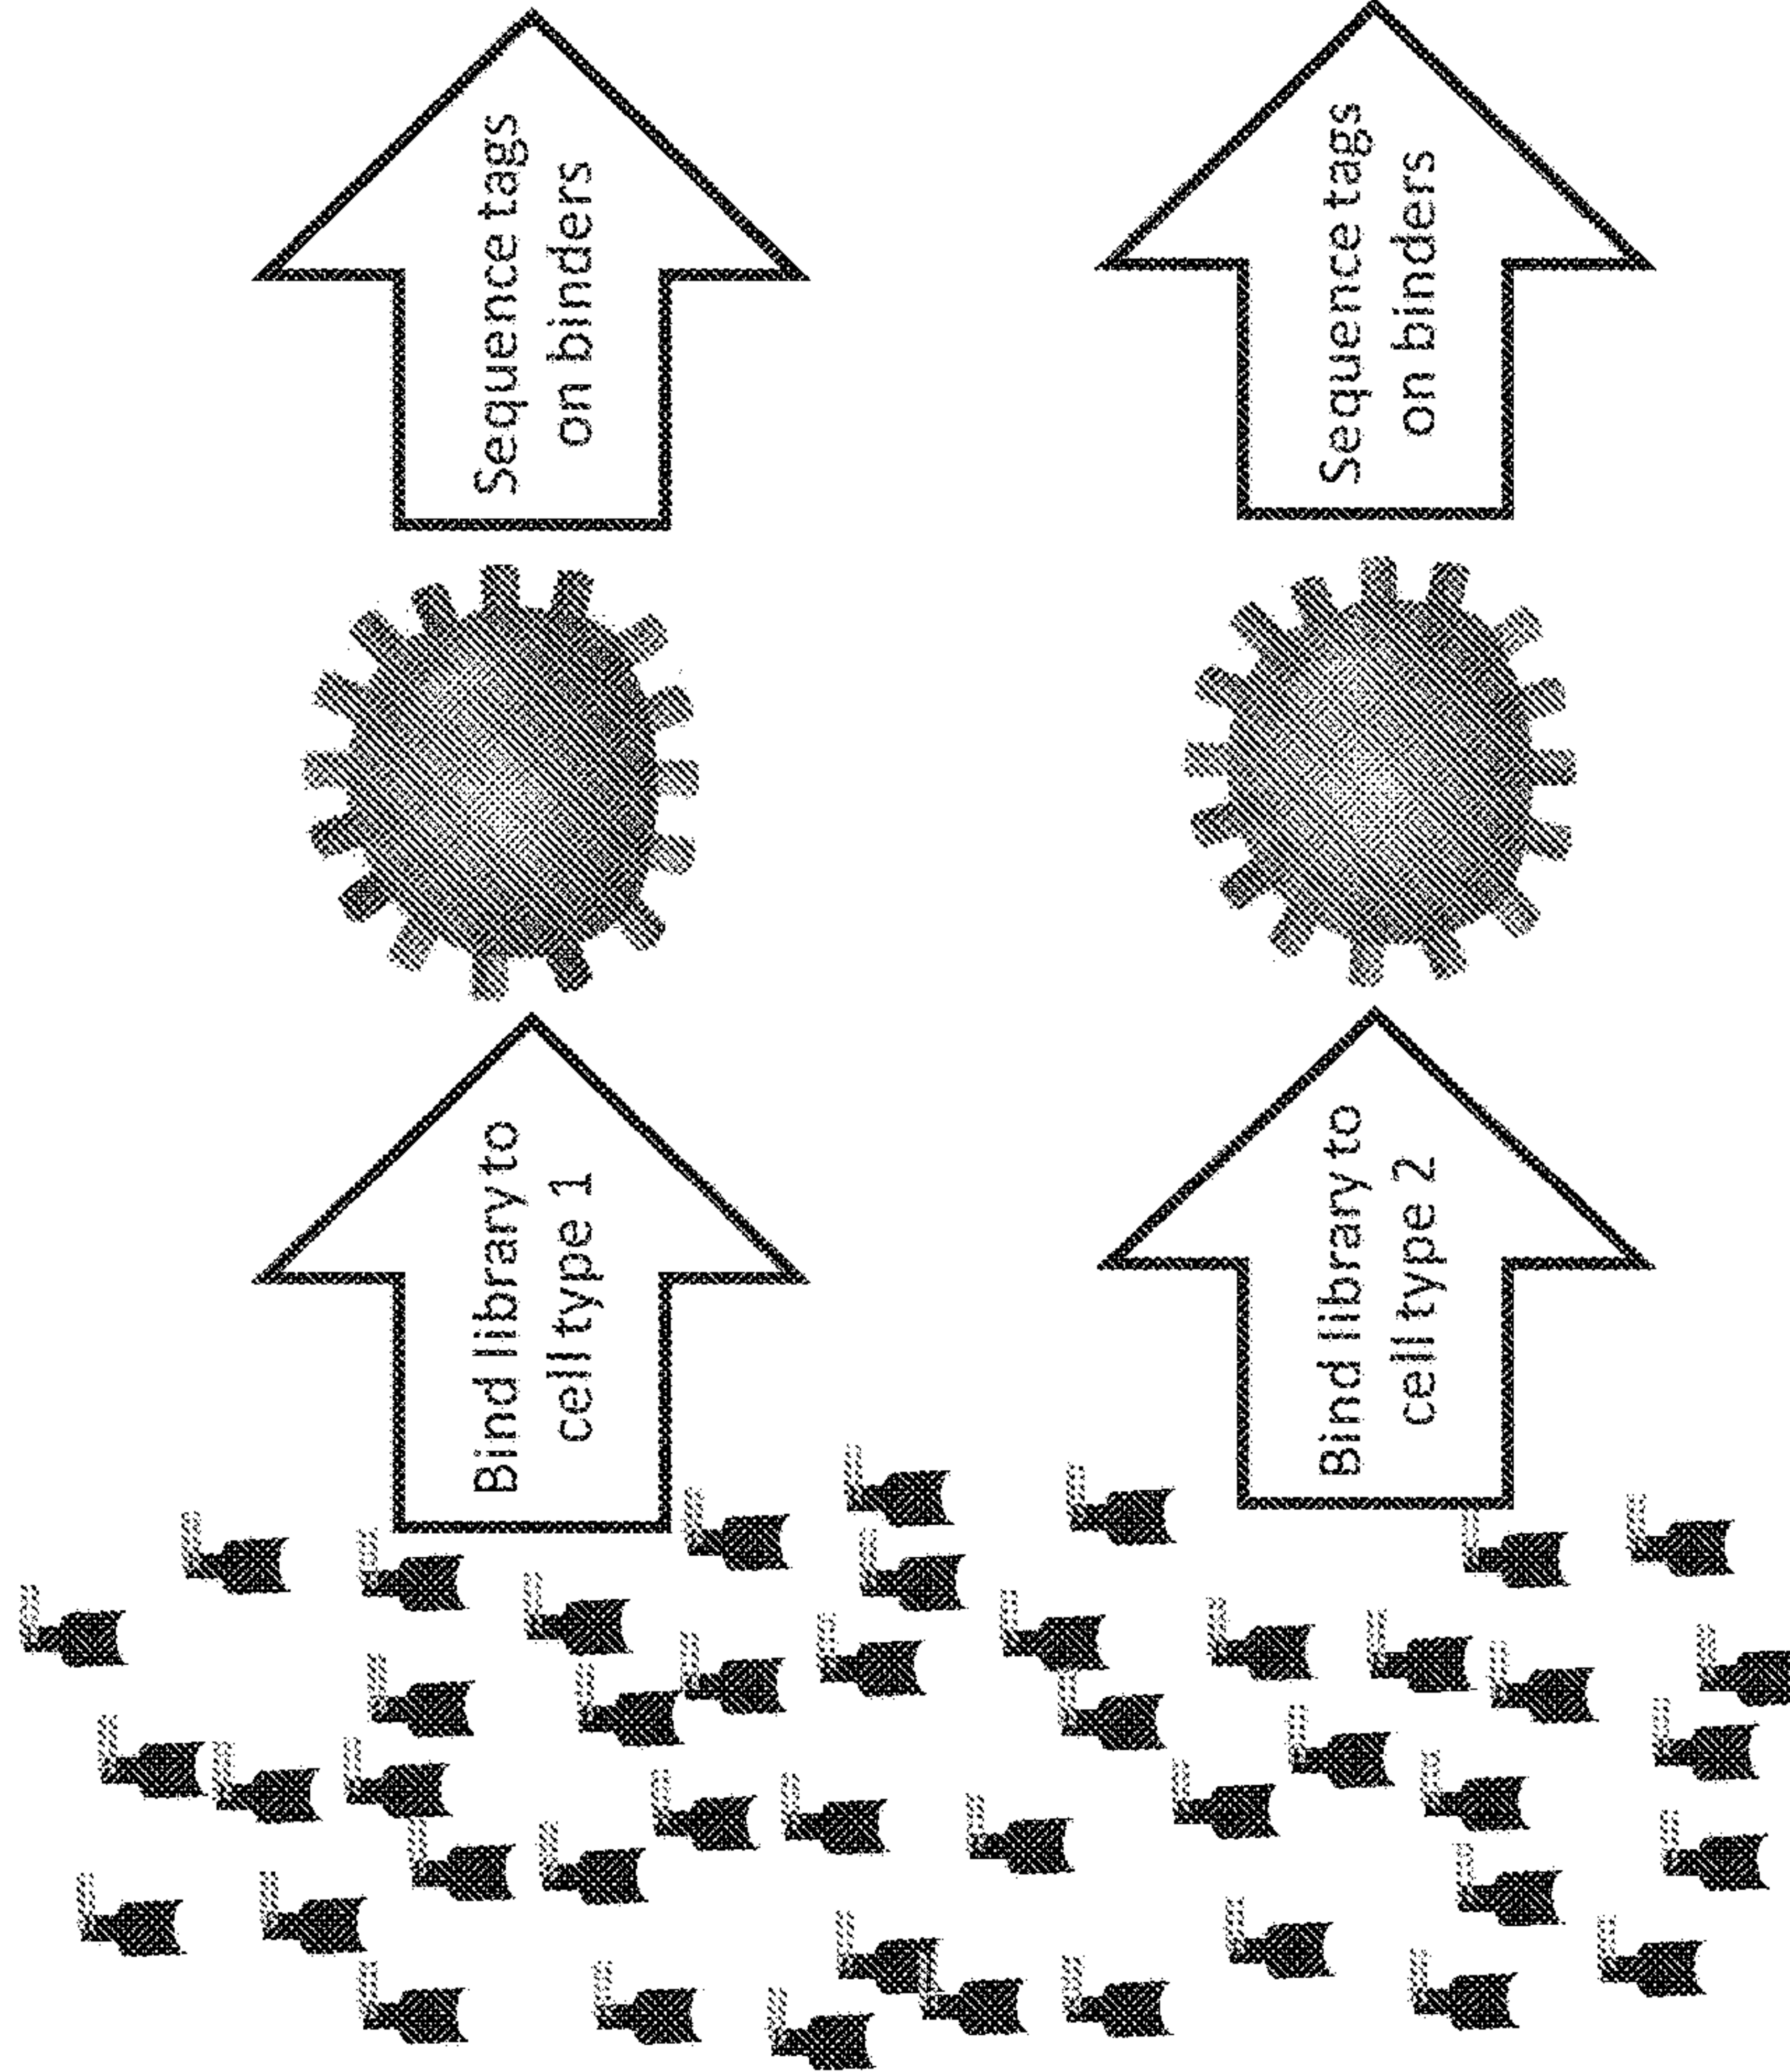 Bind library to
cell type 1
Sequence tags
on binders
Bind library to
cell type 2
Sequence tags
on binders